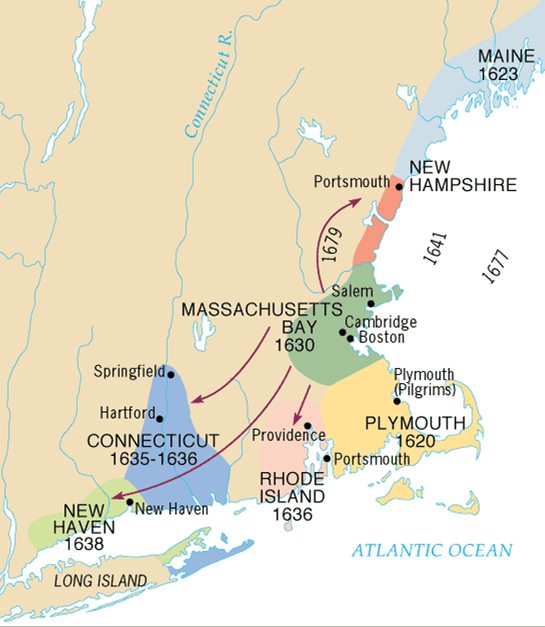 MAINE
1623
Connecticut R.
NEW
HAMPSHIRE
Portsmouth
1679
1641
1677
Salem
MASSACHUSETTS
BAY
1630
Cambridge
Boston
Springfield
Plymouth
(Pilgrims)
Hartford
CONNECTICUT
1635-1636
Providence
PLYMOUTH
1620
Portsmouth
RHODE
ISLAND
1636
NEW
HAVEN
1638
New Haven
ATLANTIC OCEAN
LONG ISLAND